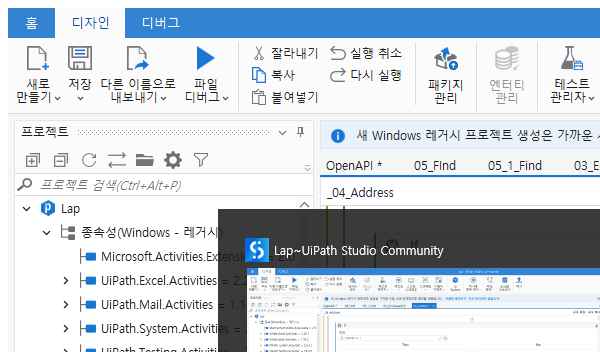 홈 디자인 디버그
새로 만들기 저장 다른 이름으로 내보내기 파일 디버그 잘라내기 복사 붙여넣기 실행 취소 다시 실행 패키지 관리 엔터티 관리 테스트 관리자
프로젝트
새 Windows 레거시 프로젝트 생성은 가까운
프로젝트 검색(Ctrl+Alt+P)
OpenAPI * 05_Find 05_1_Find
_04_Address
Lap
종속성(Windows - 레거시)
If
Microsoft.Activities.Exten
Lap~UiPath Studio Community
UiPath.Excel.Activities = 2.
UiPath.Mail.Activities = 1.
UiPath.System.Activities
UiPath.Testing.Activities